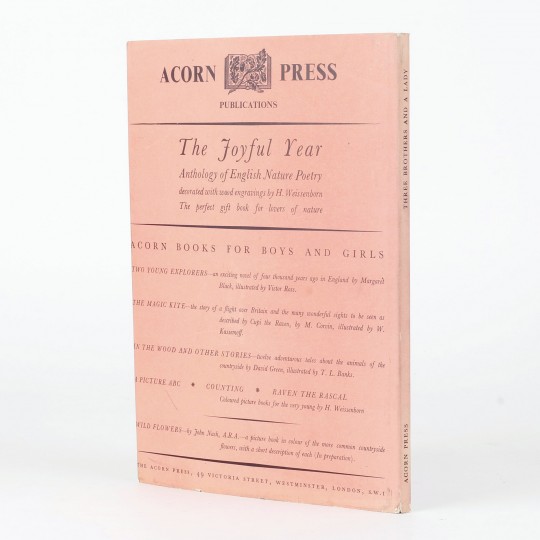 ACORN PRESS
PUBLICATIONS
The Joyful Year
Anthology of English Nature Poetry
decorated with wood engravings by H. Weissenborn
The perfect gift book for lovers of nature
ACORN BOOKS FOR BOYS AND GIRLS
TWO YOUNG EXPLORERS—an exciting novel of four thousand years ago in England by Margaret
Black, illustrated by Victor Ross.
THE MAGIC KITE—the story of a flight over Britain and the many wonderful sights to be seen as
described by Caps the Raven, by M. illustrated by W.
IN THE WOOD AND OTHER STORIES—twelve adventurous tales about the animals of the
countryside by David Green, illustrated by T. L. Banks.
A PICTURE ABC * COUNTING * RAVEN THE RASCAL
Coloured picture books for the very young by H. Weissenborn
WILD FLOWERS—by John Nash, A.R.A.—a picture book in colour of the more common countryside
flowers, with a short description of each (In preparation).
THE ACORN PRESS, VICTORIA STREET, WESTMINSTER, LONDON, S.W.1
THREE BROTHERS AND A LADY
ACORN PRESS